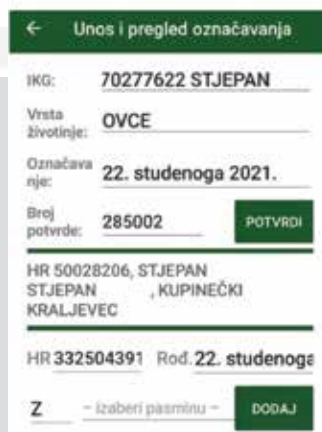 ← Unos i pregled označavanja
IKG: 70277622 STJEPAN
Vrsta
životinje: OVCE
Označava
nje: 22. studenoga 2021.
Broj
potvrde: 285002 POTVRDI
HR 50028206, STJEPAN
STJEPAN , KUPINEČKI
KRALJEVEC
HR 332504391 Rođ. 22. studenoga
Z – izaberi pasminu – DODAJ